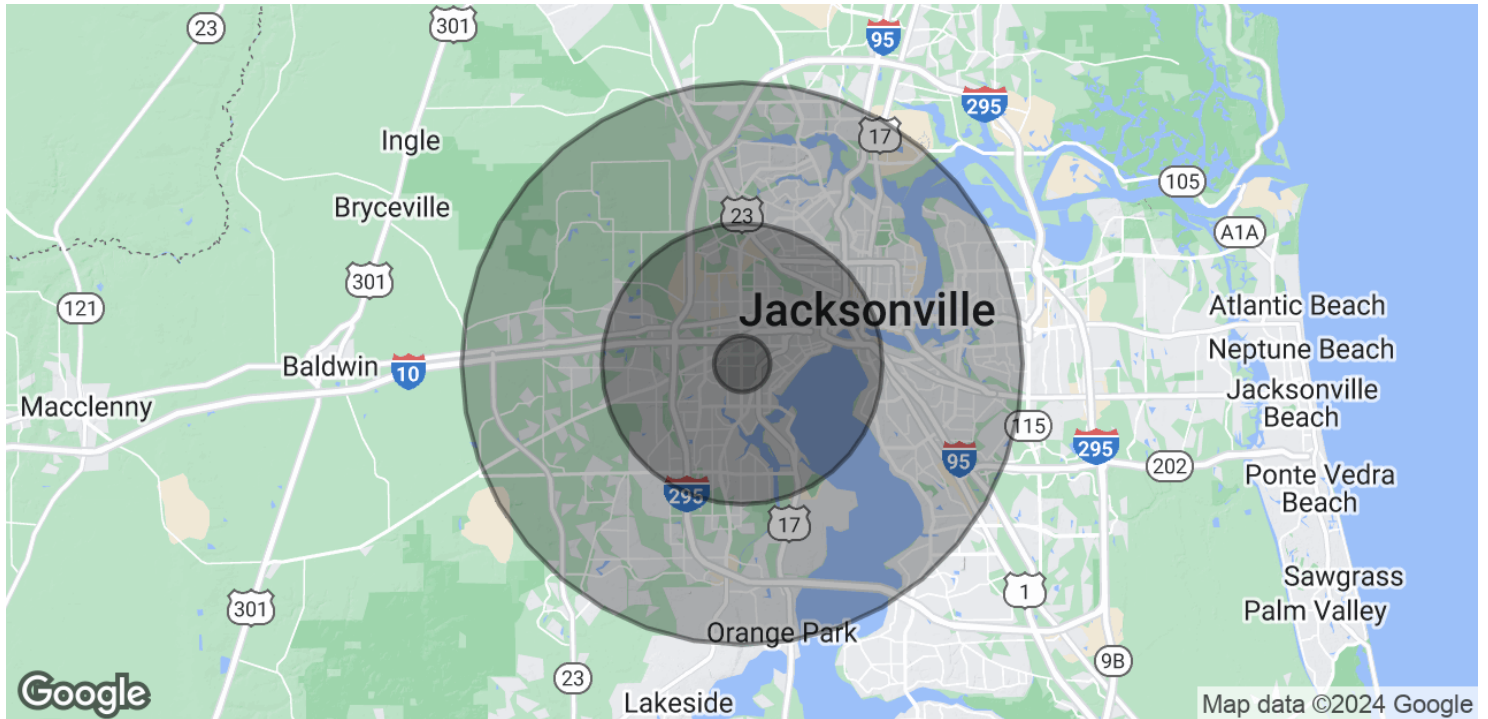 23
301
95
295
17
Ingle
105
Bryceville
23
A1A
301
121
Jacksonville
Atlantic Beach
Neptune Beach
Baldwin
10
Jacksonville
Beach
Macclenny
115
295
95
202
Ponte Vedra
Beach
295
17
Sawgrass
1
301
Palm Valley
Orange Park
9B
23
Lakeside
Google
Map data ©2024 Google